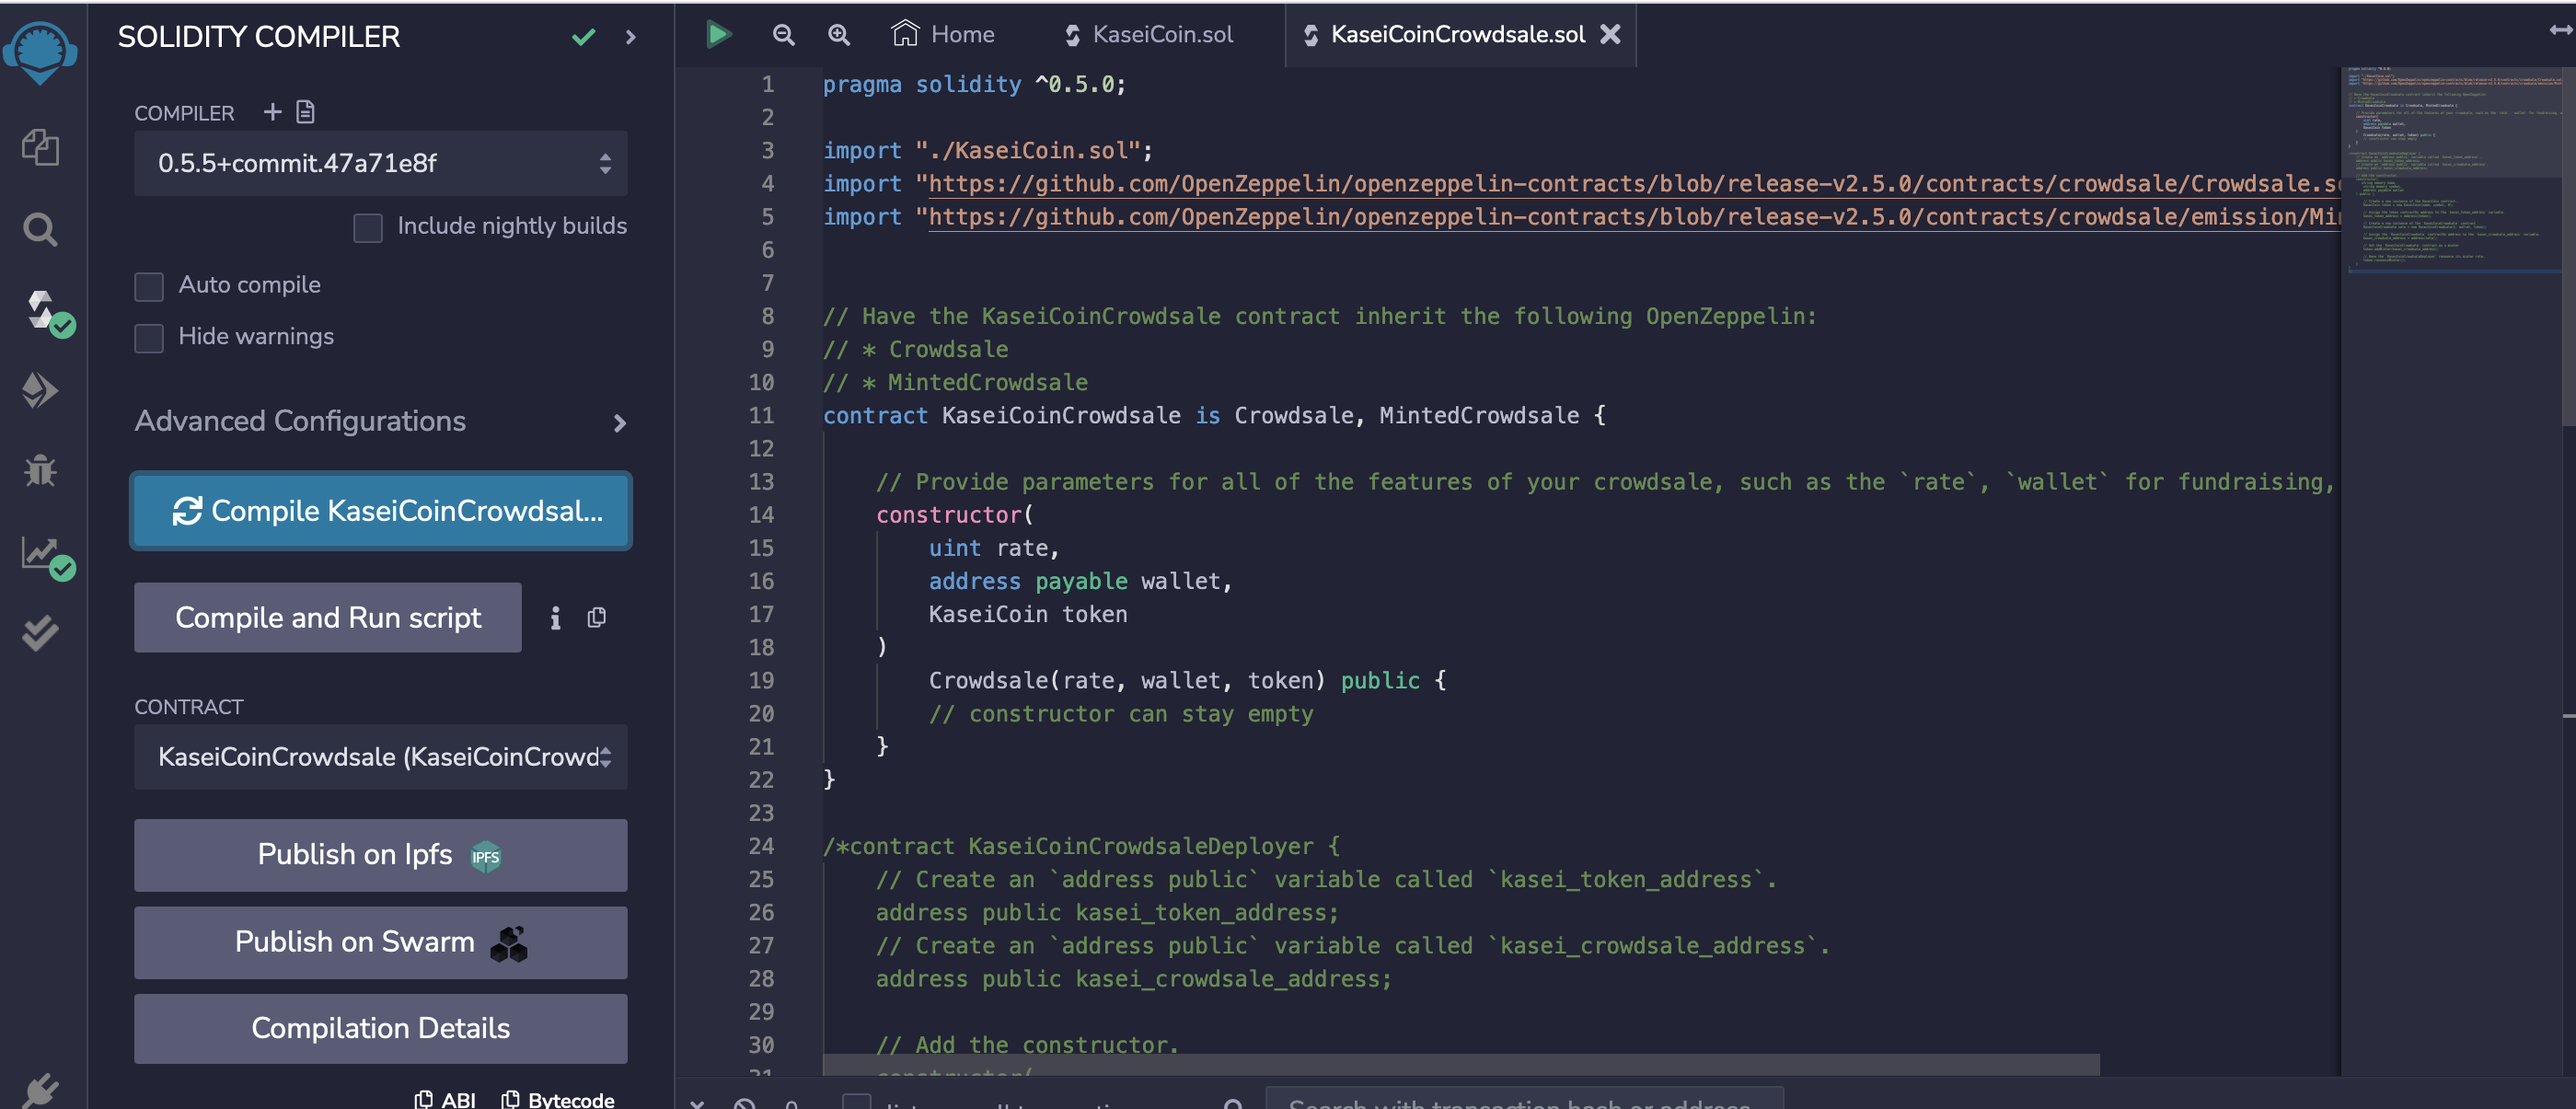 SOLIDITY COMPILER
COMPILER
0.5.5+commit.47a71e8f
Include nightly builds
Auto compile
Hide warnings
Advanced Configurations
Compile KaseiCoinCrowdsal...
Compile and Run script
CONTRACT
KaseiCoinCrowdsale (KaseiCoinCrowd
Publish on Ipfs
IPFS
Publish on Swarm
Compilation Details
ABI Bytecode
Home KaseiCoin.sol KaseiCoinCrowdsale.sol
1 pragma solidity ^0.5.0;
2
3 import "./KaseiCoin.sol";
4 import "https://github.com/OpenZeppelin/openzeppelin-contracts/blob/release-v2.5.0/contracts/crowdsale/Crowdsale.s
5 import "https://github.com/OpenZeppelin/openzeppelin-contracts/blob/release-v2.5.0/contracts/crowdsale/emission/Mi
6
7
8 // Have the KaseiCoinCrowdsale contract inherit the following OpenZeppelin:
9 // * Crowdsale
10 // * MintedCrowdsale
11 contract KaseiCoinCrowdsale is Crowdsale, MintedCrowdsale {
12
13 // Provide parameters for all of the features of your crowdsale, such as the `rate`, `wallet` for fundraising,
14 constructor(
15 uint rate,
16 address payable wallet,
17 KaseiCoin token
18 )
19 Crowdsale(rate, wallet, token) public {
20 // constructor can stay empty
21 }
22 }
23
24 /*contract KaseiCoinCrowdsaleDeployer {
25 // Create an `address public` variable called `kasei_token_address`.
26 address public kasei_token_address;
27 // Create an `address public` variable called `kasei_crowdsale_address`.
28 address public kasei_crowdsale_address;
29
30 // Add the constructor.
31 constructor(
0
Search with transaction hash or address